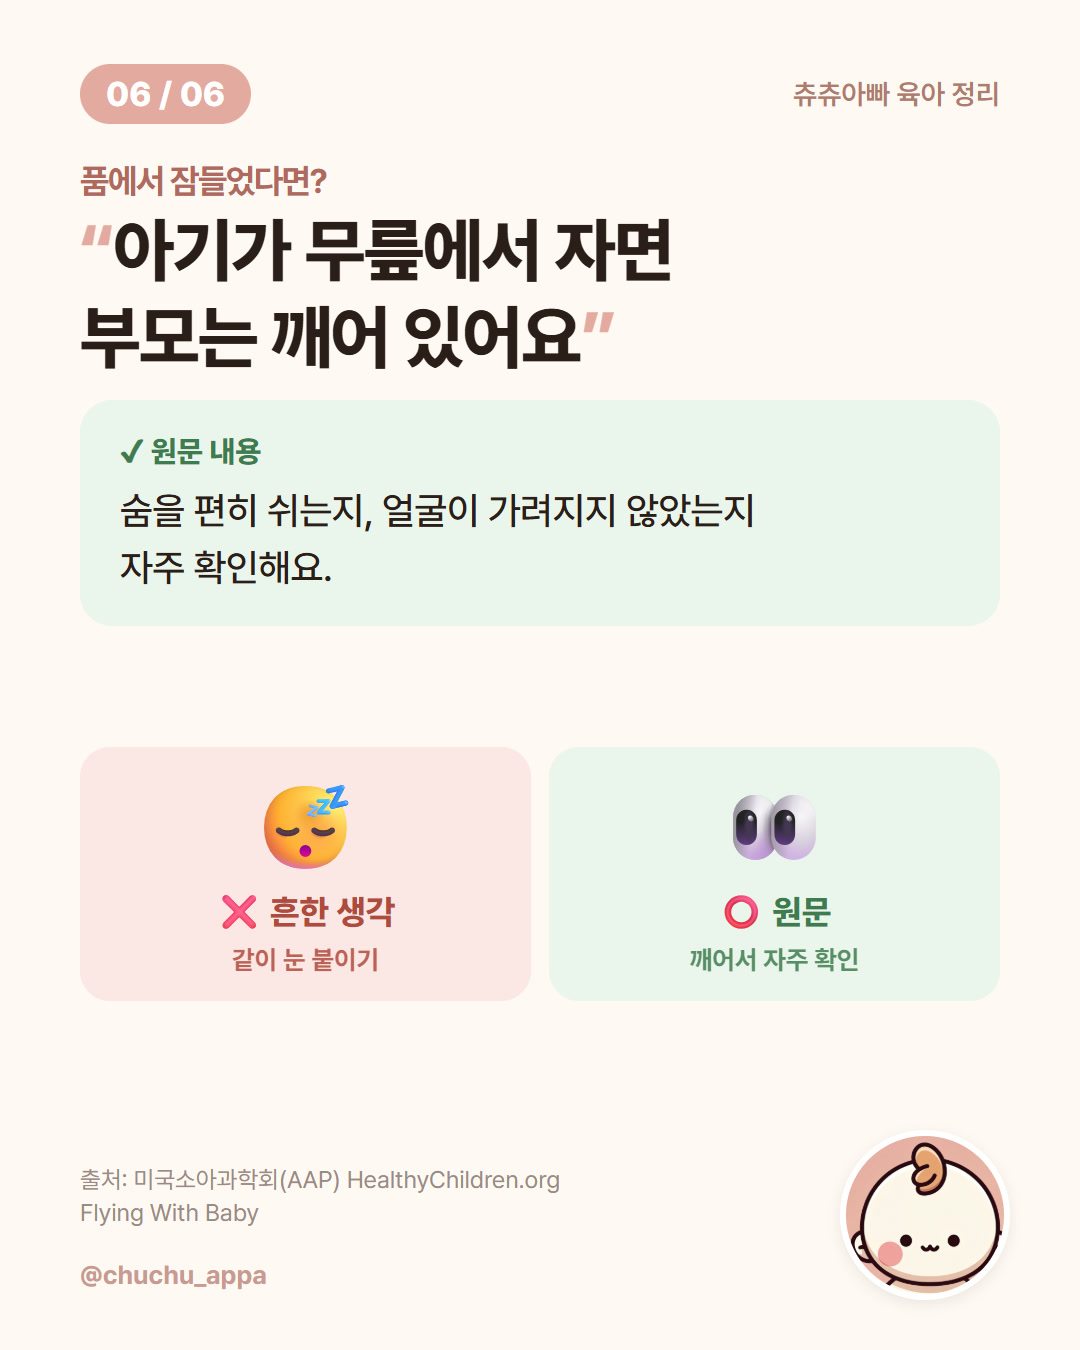 06 / 06
츄츄아빠 육아 정리
품에서 잠들었다면?
“아기가 무릎에서 자면
부모는 깨어 있어요”
✓ 원문 내용
숨을 편히 쉬는지, 얼굴이 가려지지 않았는지
자주 확인해요.
❌ 흔한 생각
같이 눈 붙이기
⭕ 원문
깨어서 자주 확인
출처: 미국소아과학회(AAP) HealthyChildren.org
Flying With Baby
@chuchu_appa